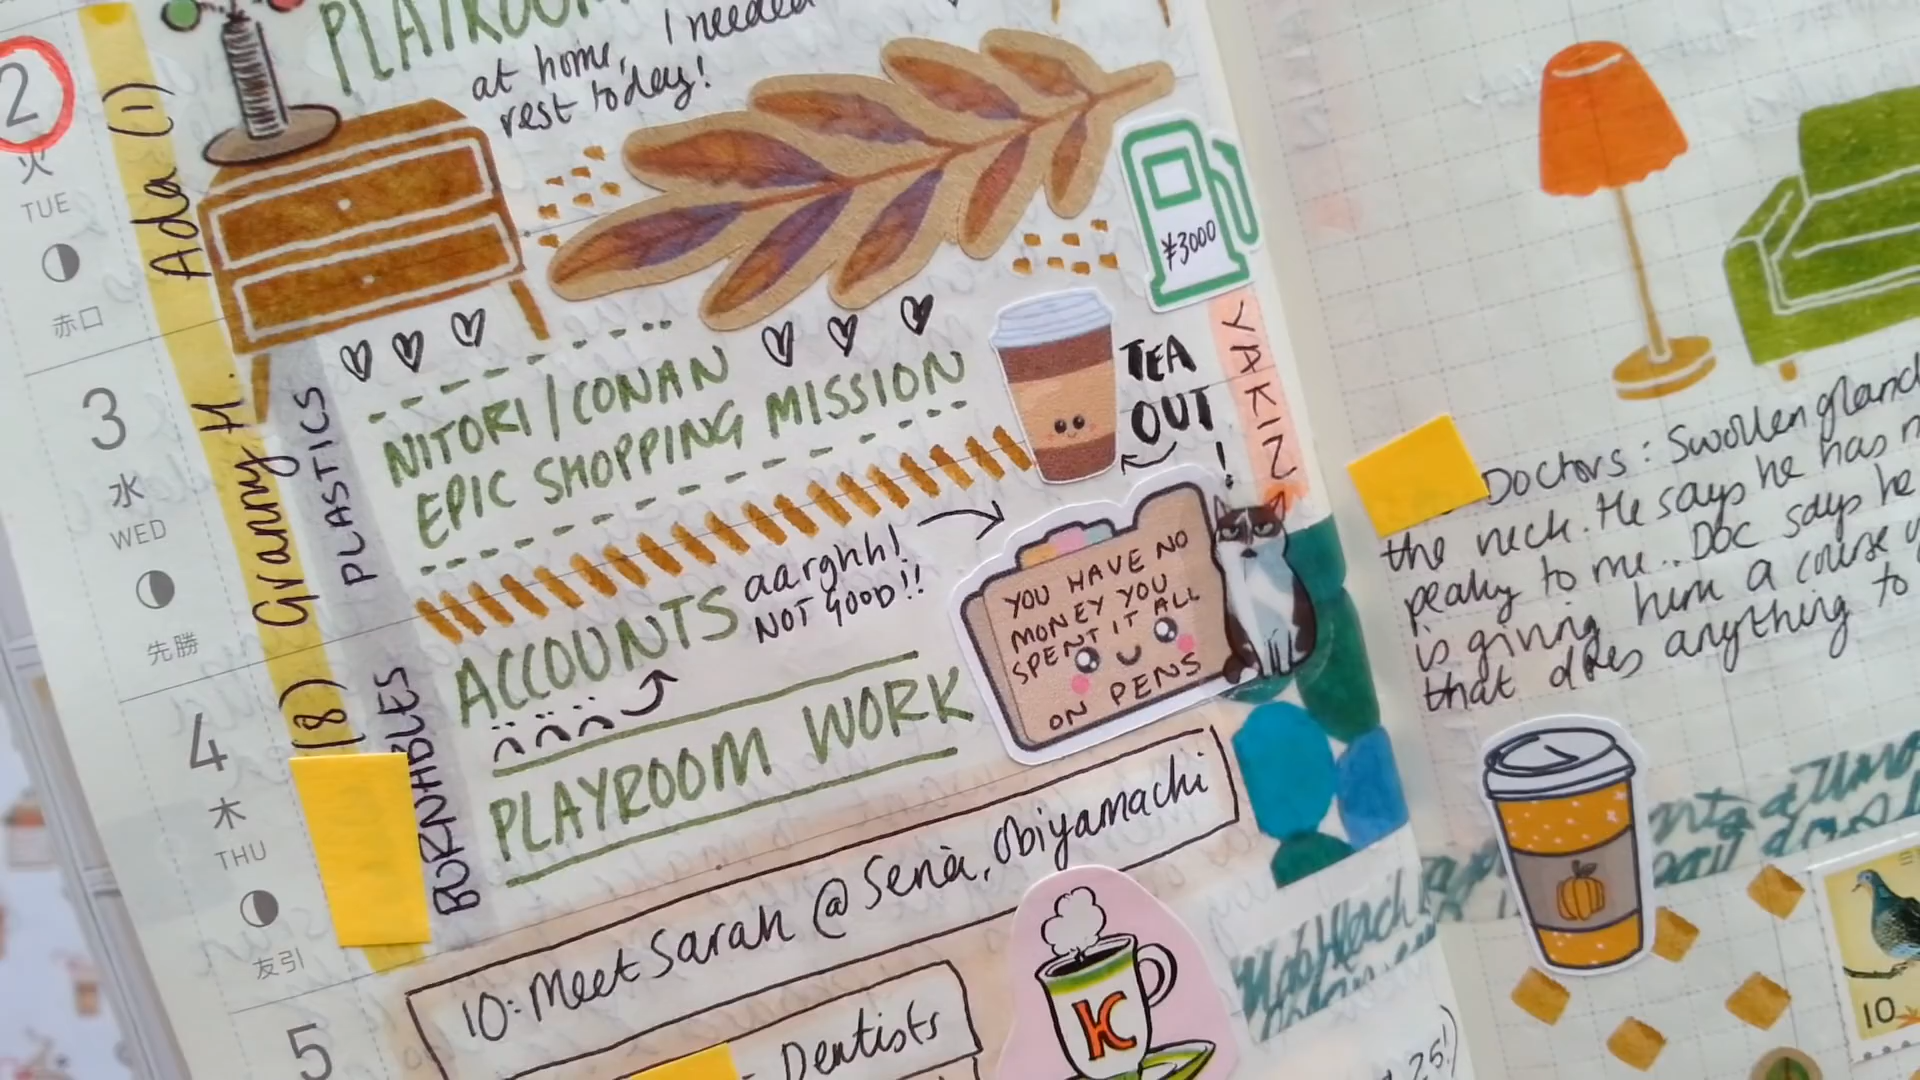 PLAYROOM
at home, I needed
rest today!
2
火
TUE
赤口
Ada (1)
¥3000
3
水
WED
先勝
Granny H.
(8)
PLASTICS
NITORI/CONAN
EPIC SHOPPING MISSION
TEA
OUT!
YAKIN
aarghh!
NOT GOOD!!
ACCOUNTS
YOU HAVE NO
MONEY YOU
SPENT IT ALL
ON PENS
4
木
THU
友引
BURNABLES
PLAYROOM WORK
10: Meet Sarah @ Sena, Obiyamachi
5
- Dentists
K
Doctors: Swollen gland
the neck. He says he has
peaky to me.. Doc says he
is giving him a course
that does anything to
10
25!)